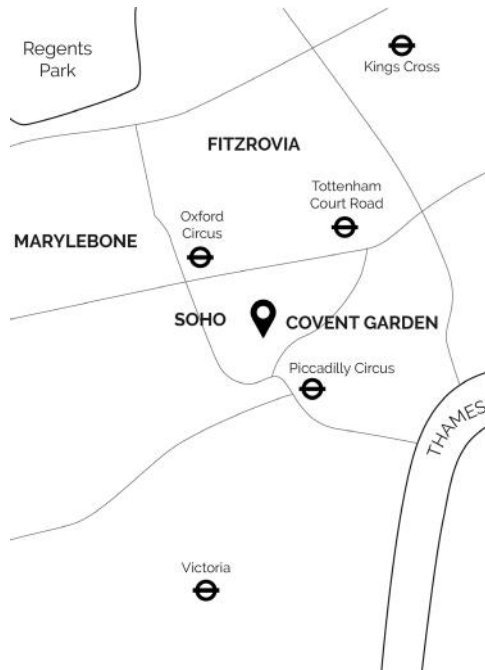 Regents
Park
Kings Cross
FITZROVIA
Tottenham
Court Road
Oxford
Circus
MARYLEBONE
SOHO
COVENT GARDEN
Piccadilly Circus
THAMES
Victoria